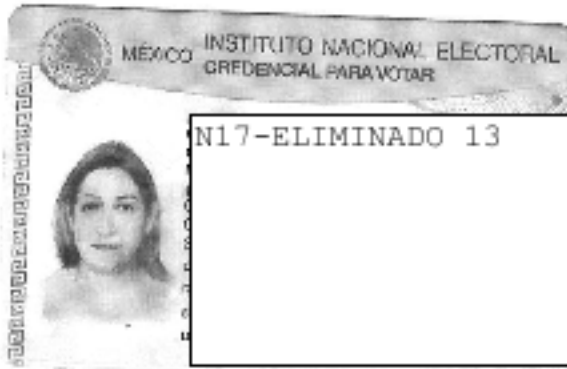 MÉXICO INSTITUTO NACIONAL ELECTORAL
CREDENCIAL PARA VOTAR
N17-ELIMINADO 13